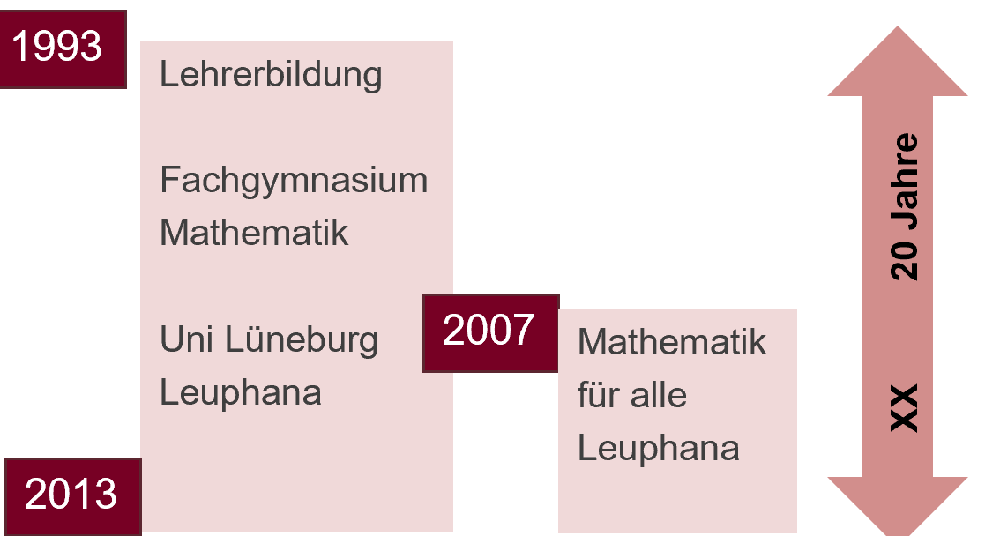 1993
Lehrerbildung
Fachgymnasium
Mathematik
Uni Lüneburg
Leuphana
2013
2007
Mathematik
für alle
Leuphana
XX 20 Jahre